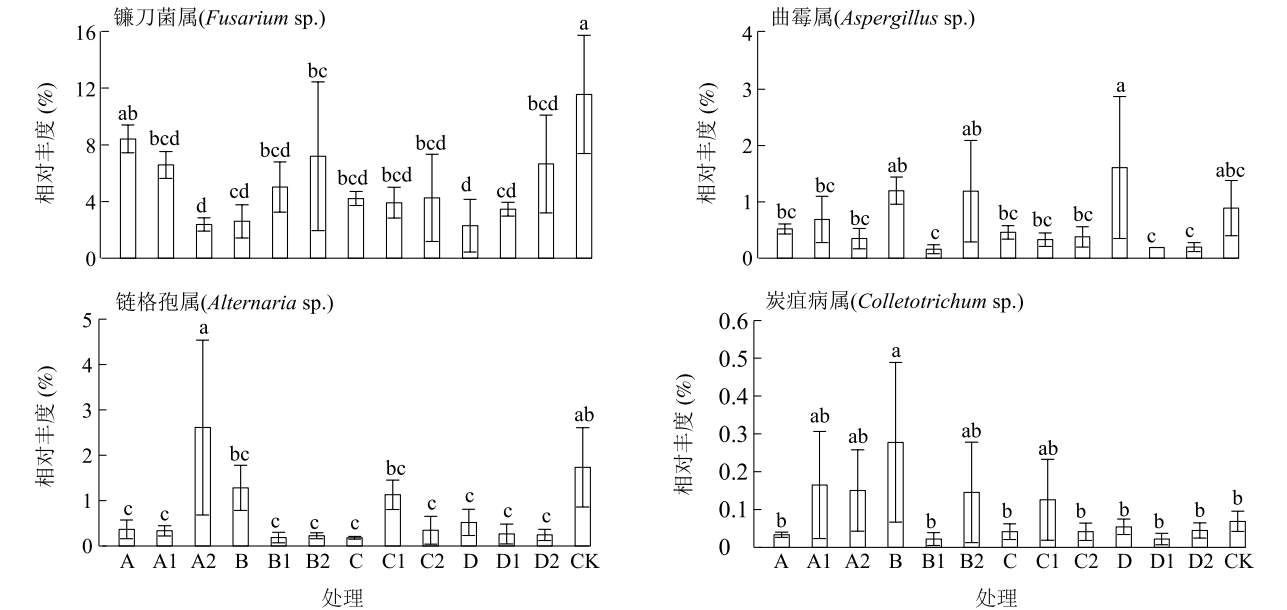 镰刀菌属(Fusarium sp.)
16
12
8
4
0
相对丰度 (%)
ab
bcd
d
cd
bcd
bc
bcd
bcd
bcd
d
cd
bcd
a
曲霉属(Aspergillus sp.)
4
3
2
1
0
相对丰度 (%)
bc
bc
bc
ab
c
ab
bc
bc
bc
a
c
c
abc
链格孢属(Alternaria sp.)
5
4
3
2
1
0
相对丰度 (%)
c
c
a
bc
c
c
c
bc
c
c
c
c
ab
A A1 A2 B B1 B2 C C1 C2 D D1 D2 CK
处理
炭疽病属(Colletotrichum sp.)
0.6
0.5
0.4
0.3
0.2
0.1
0
相对丰度 (%)
b
ab
ab
a
b
ab
b
ab
b
b
b
b
b
A A1 A2 B B1 B2 C C1 C2 D D1 D2 CK
处理